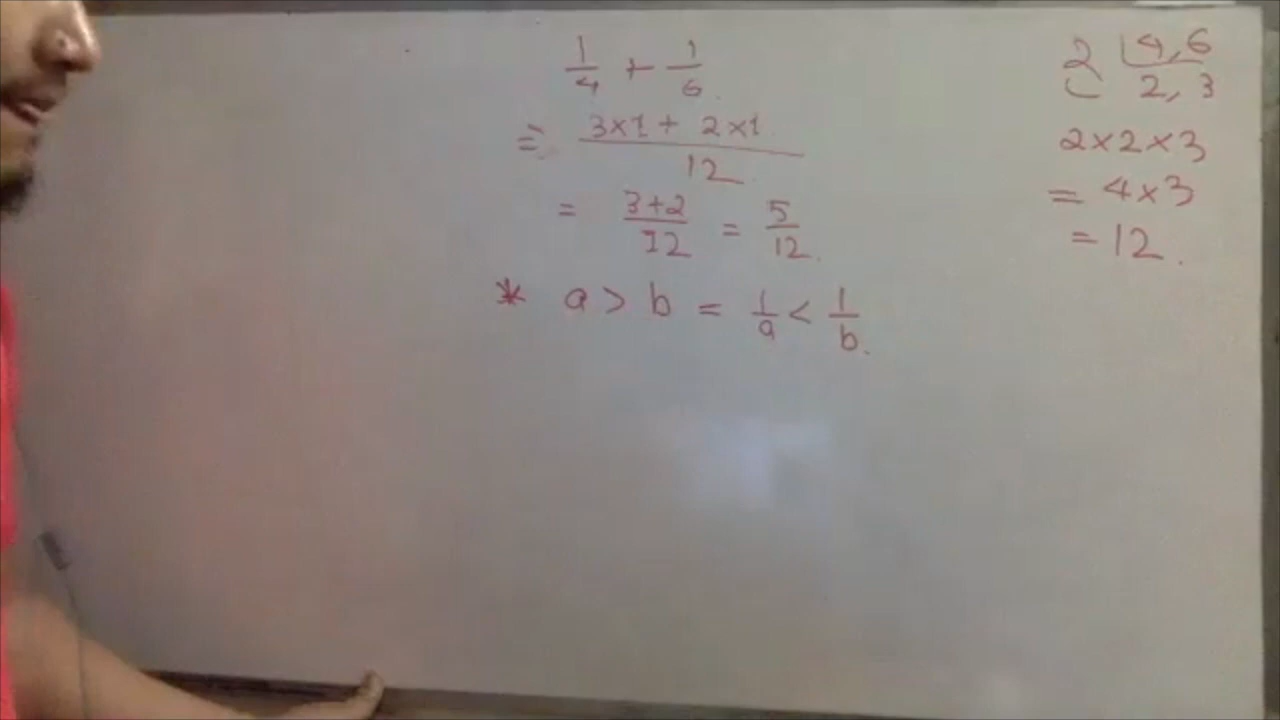 1/4 + 1/6
=> (3×1 + 2×1)/12
= (3+2)/12 = 5/12.
* a > b = 1/a < 1/b.
2 | 4, 6
2, 3
2×2×3
= 4×3
= 12.